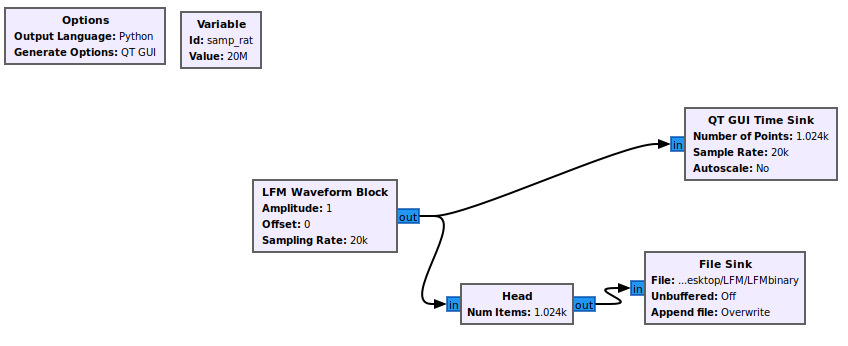 Options
Output Language: Python
Generate Options: QT GUI
Variable
Id: samp_rat
Value: 20M
QT GUI Time Sink
Number of Points: 1.024k
Sample Rate: 20k
Autoscale: No
in
LFM Waveform Block
Amplitude: 1
Offset: 0
Sampling Rate: 20k
out
in
Head
Num Items: 1.024k
out
in
File Sink
File: ...esktop/LFM/LFMbinary
Unbuffered: Off
Append file: Overwrite